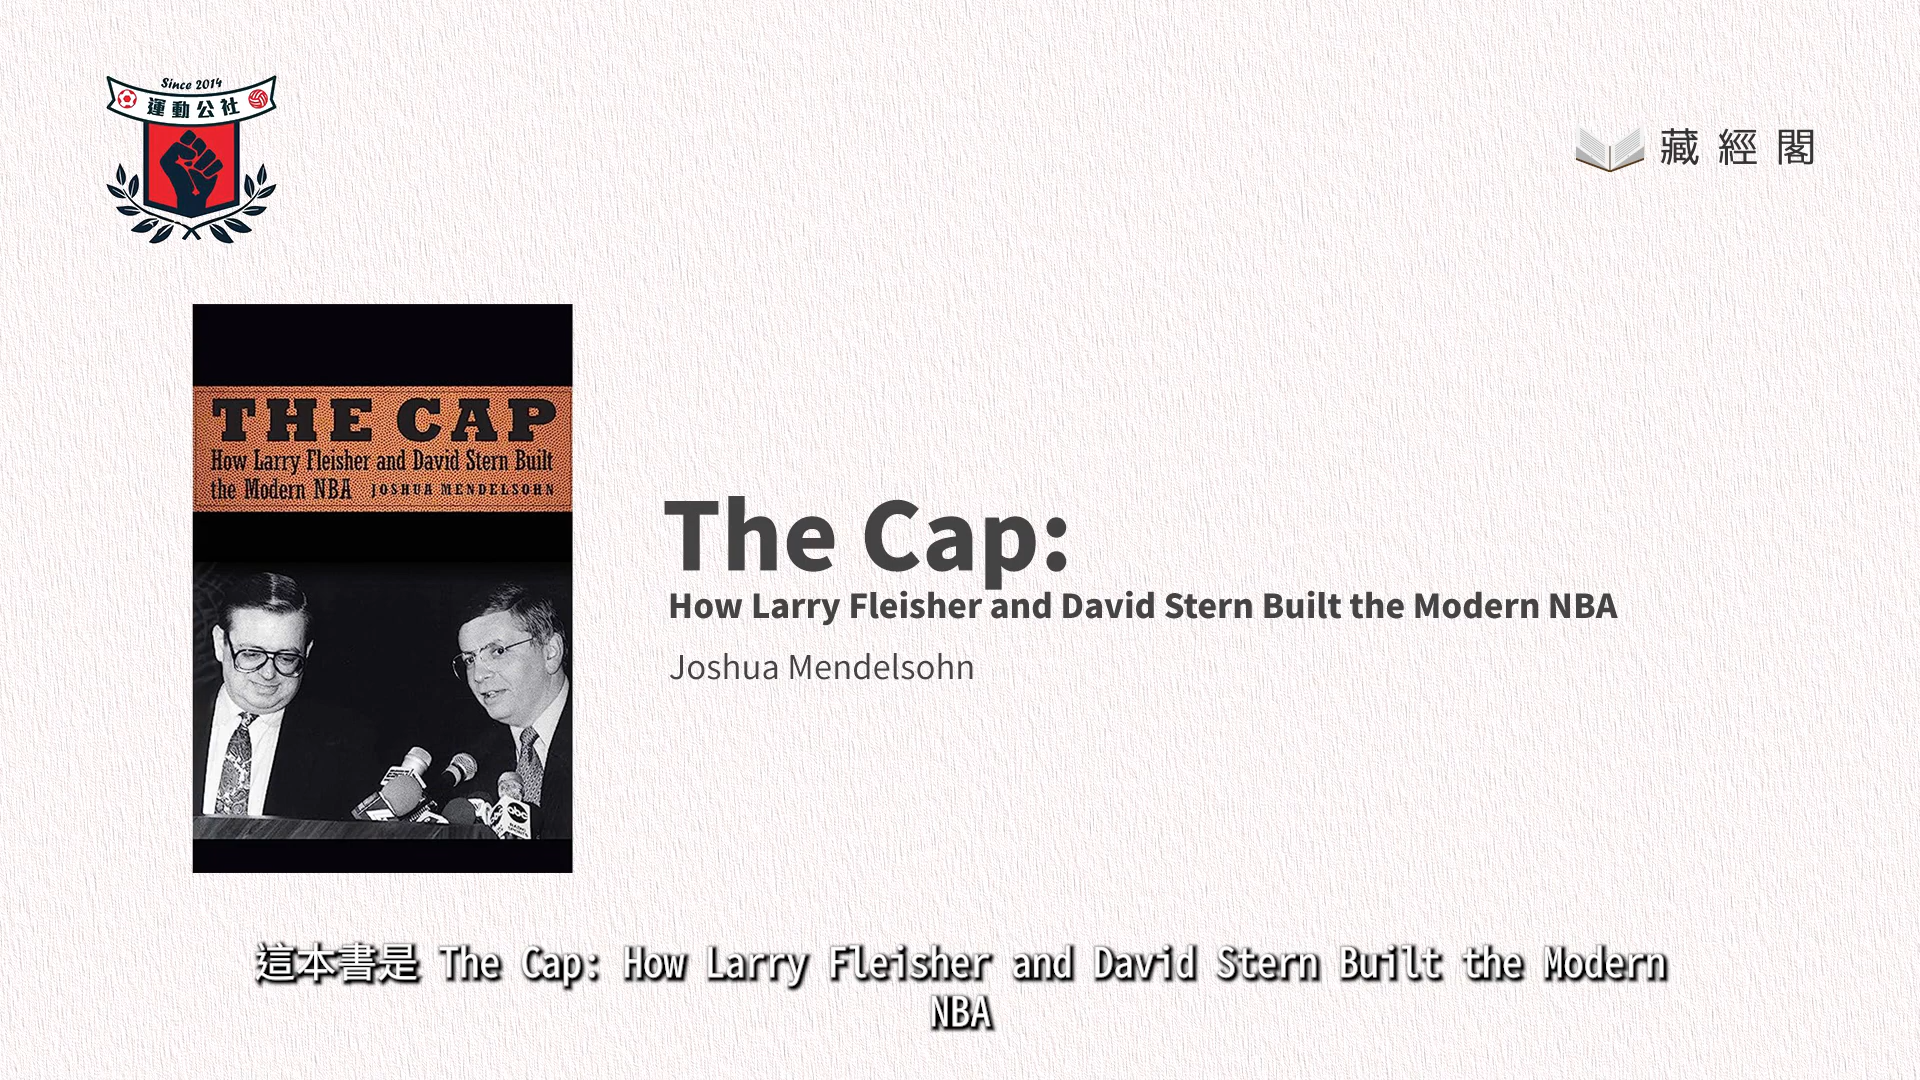 Since 2014
運動公社
藏經閣
THE CAP
How Larry Fleisher and David Stern Built
the Modern NBA JOSHUA MENDELSOHN
abc
The Cap:
How Larry Fleisher and David Stern Built the Modern NBA
Joshua Mendelsohn
這本書是 The Cap: How Larry Fleisher and David Stern Built the Modern
NBA